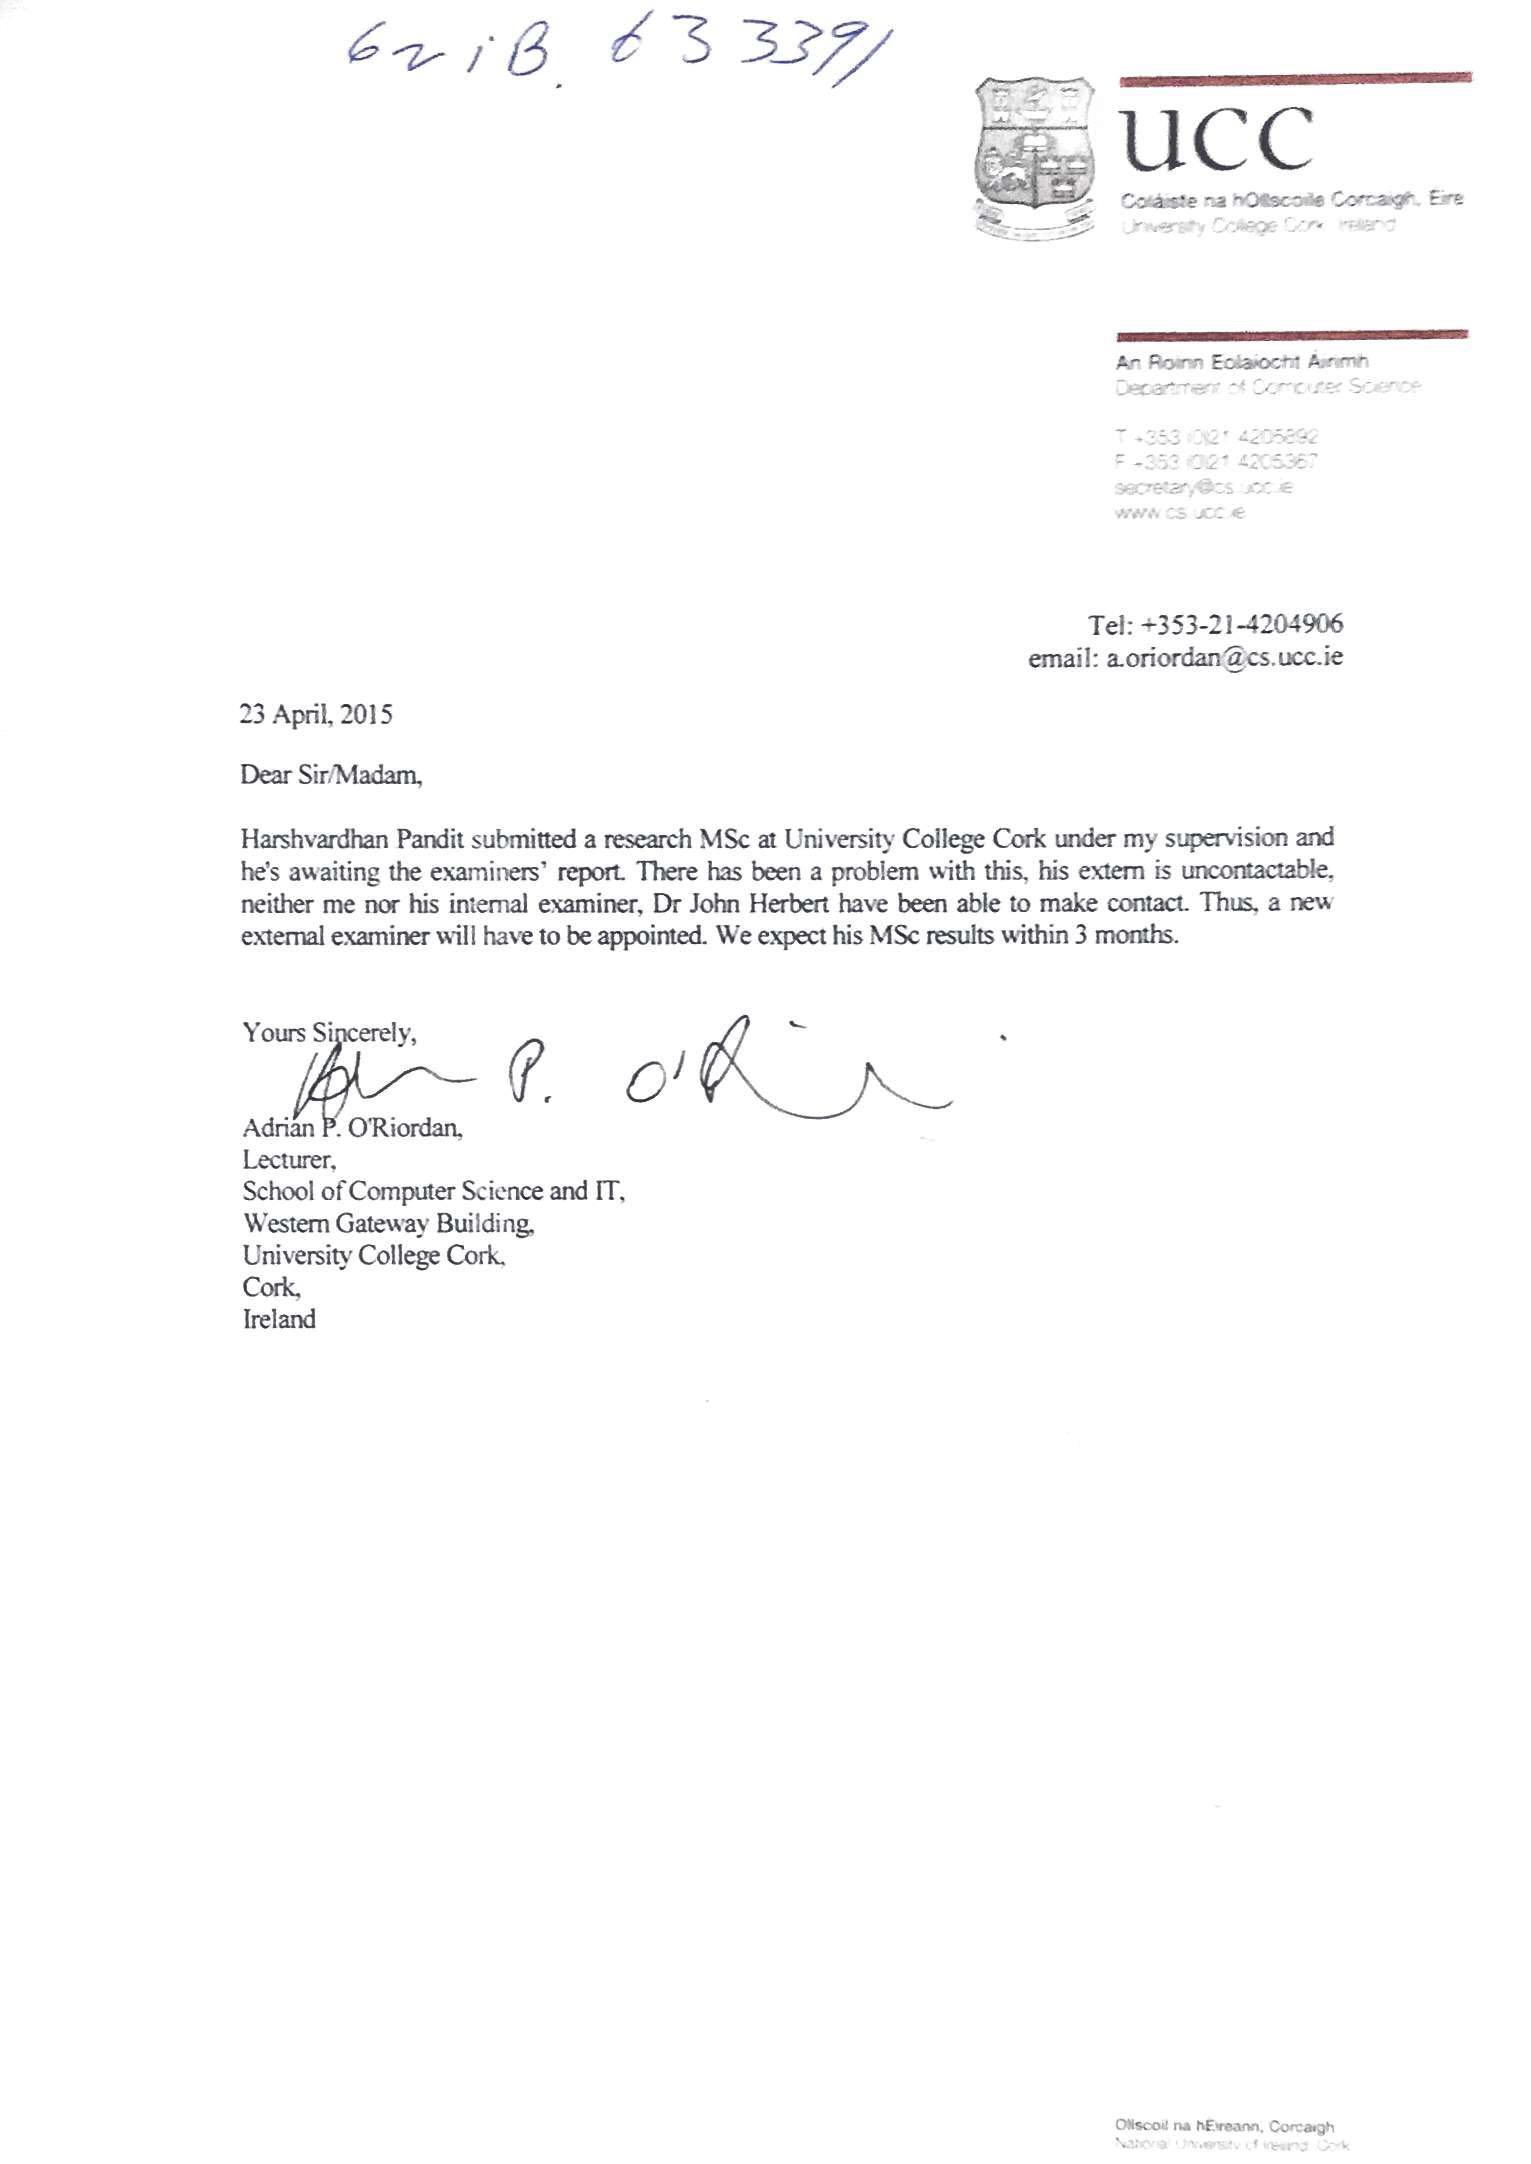 GNIB. 633391
UCC
Coláiste na hOllscoile Corcaigh, Éire
University College Cork, Ireland
An Roinn Eolaíocht Áirimh
Department of Computer Science
T +353 (0)21 4205892
F +353 (0)21 4205367
secretary@cs.ucc.ie
www.cs.ucc.ie
Tel: +353-21-4204906
email: a.oriordan@cs.ucc.ie
23 April, 2015
Dear Sir/Madam,
Harshvardhan Pandit submitted a research MSc at University College Cork under my supervision and
he's awaiting the examiners’ report. There has been a problem with this, his extern is uncontactable,
neither me nor his internal examiner, Dr John Herbert have been able to make contact. Thus, a new
external examiner will have to be appointed. We expect his MSc results within 3 months.
Yours Sincerely,
P. O'R
Adrian P. O'Riordan,
Lecturer,
School of Computer Science and IT,
Western Gateway Building,
University College Cork,
Cork,
Ireland
Ollscoil na hÉireann, Corcaigh
National University of Ireland, Cork